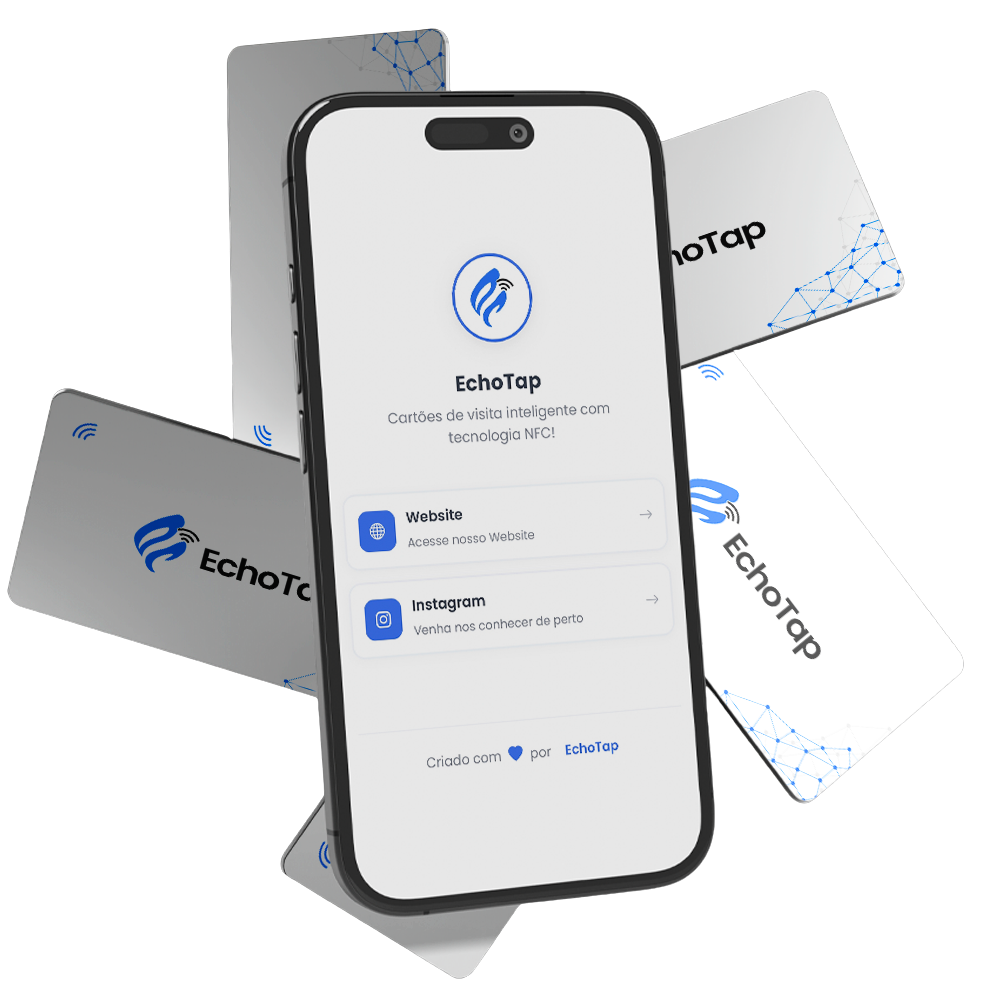 hoTap
EchoTap
Cartões de visita inteligente com
tecnologia NFC!
Website
Acesse nosso Website
Instagram
Venha nos conhecer de perto
Criado com por EchoTap
EchoTa
EchoTap